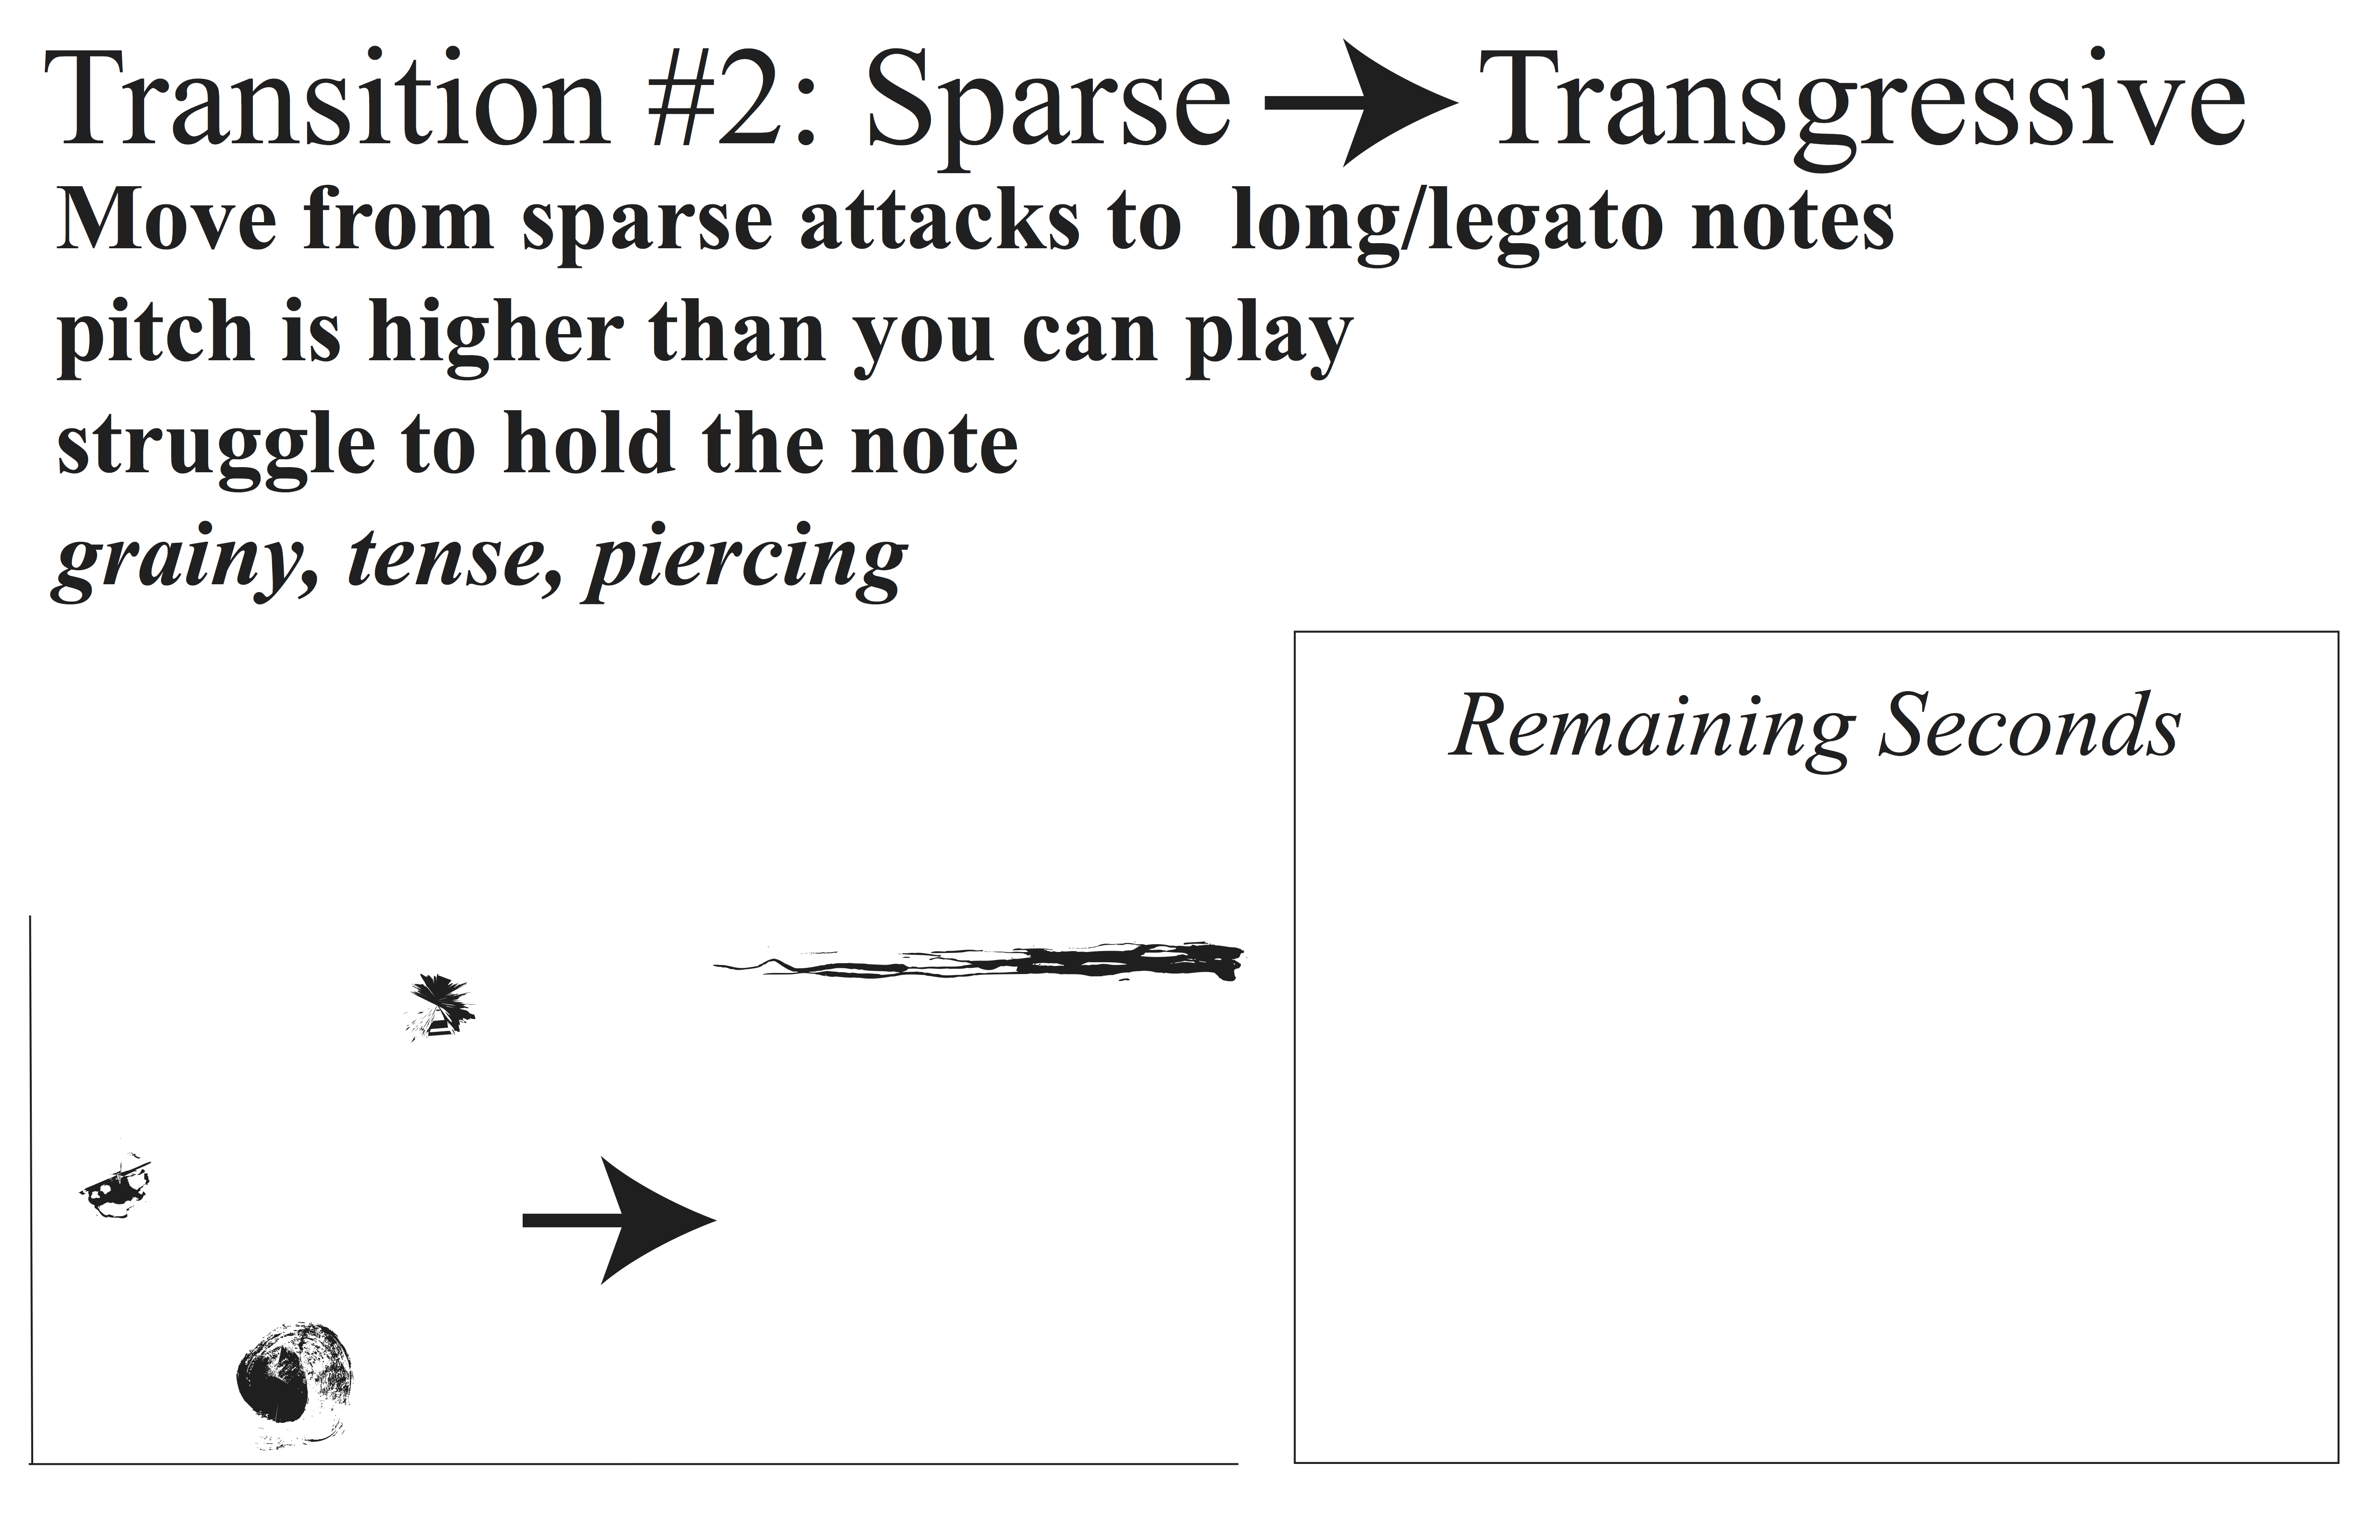 Transition #2: Sparse → Transgressive
Move from sparse attacks to  long/legato notes
pitch is higher than you can play
struggle to hold the note
grainy, tense, piercing
Remaining Seconds